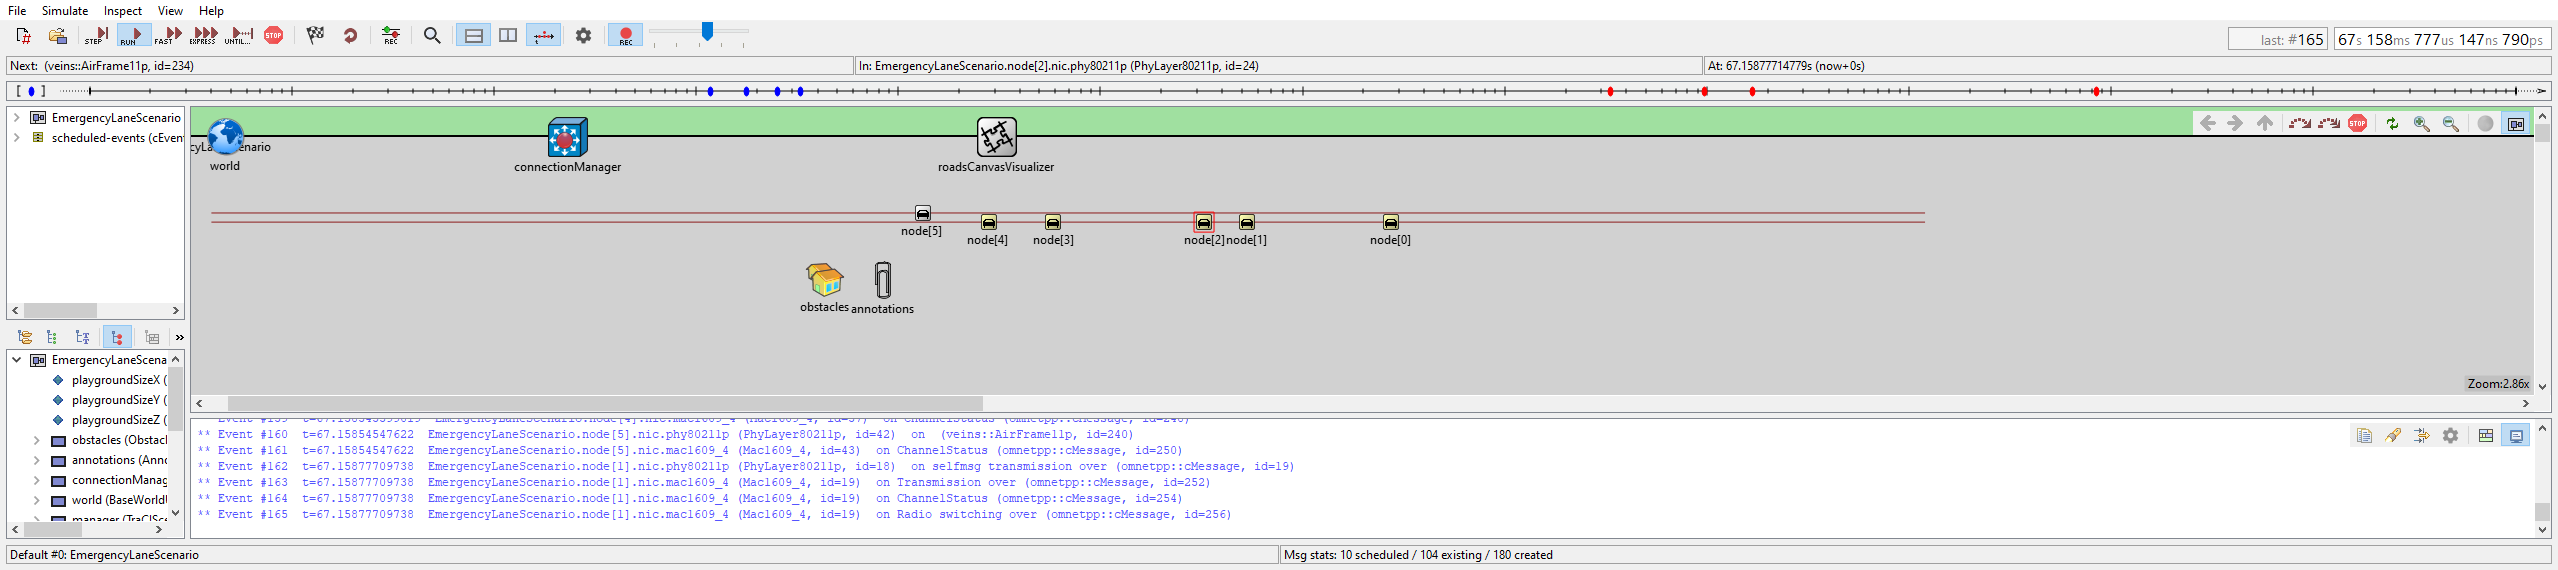 File Simulate Inspect View Help
STEP RUN FAST EXPRESS UNTIL... STOP REC REC
last: #165 67s 158ms 777us 147ns 790ps
Next: (veins::AirFrame11p, id=234) In: EmergencyLaneScenario.node[2].nic.phy80211p (PhyLayer80211p, id=24) At: 67.15877714779s (now+0s)
EmergencyLaneScenario
scheduled-events (cEven
cyLa enario
world
connectionManager
roadsCanvasVisualizer
STOP
node[5]
node[4]
node[3]
node[2]
node[1]
node[0]
obstacles
annotations
Zoom:2.86x
EmergencyLaneScena
playgroundSizeX (
playgroundSizeY (
playgroundSizeZ (
obstacles (Obstacl
annotations (Anno
connectionManag
world (BaseWorldU
manager (TraCISce
** Event #160 t=67.15854547622 EmergencyLaneScenario.node[5].nic.phy80211p (PhyLayer80211p, id=42) on (veins::AirFrame11p, id=240)
** Event #161 t=67.15854547622 EmergencyLaneScenario.node[5].nic.mac1609_4 (Mac1609_4, id=43) on ChannelStatus (omnetpp::cMessage, id=250)
** Event #162 t=67.15877709738 EmergencyLaneScenario.node[1].nic.phy80211p (PhyLayer80211p, id=18) on selfmsg transmission over (omnetpp::cMessage, id=19)
** Event #163 t=67.15877709738 EmergencyLaneScenario.node[1].nic.mac1609_4 (Mac1609_4, id=19) on Transmission over (omnetpp::cMessage, id=252)
** Event #164 t=67.15877709738 EmergencyLaneScenario.node[1].nic.mac1609_4 (Mac1609_4, id=19) on ChannelStatus (omnetpp::cMessage, id=254)
** Event #165 t=67.15877709738 EmergencyLaneScenario.node[1].nic.mac1609_4 (Mac1609_4, id=19) on Radio switching over (omnetpp::cMessage, id=256)
Default #0: EmergencyLaneScenario Msg stats: 10 scheduled / 104 existing / 180 created